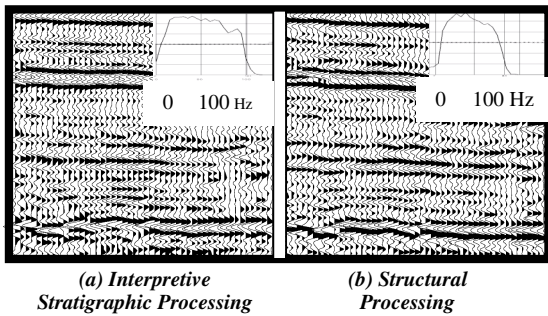 0 100 Hz
0 100 Hz
(a) Interpretive
Stratigraphic Processing
(b) Structural
Processing